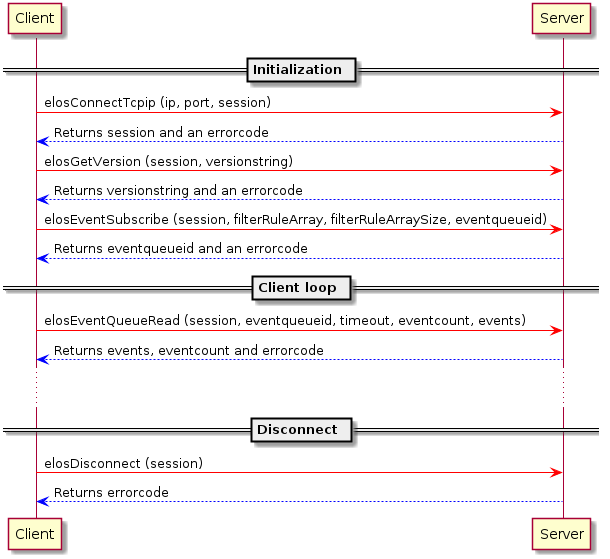 Client
Server
Initialization
elosConnectTcpip (ip, port, session)
Returns session and an errorcode
elosGetVersion (session, versionstring)
Returns versionstring and an errorcode
elosEventSubscribe (session, filterRuleArray, filterRuleArraySize, eventqueueid)
Returns eventqueueid and an errorcode
Client loop
elosEventQueueRead (session, eventqueueid, timeout, eventcount, events)
Returns events, eventcount and errorcode
Disconnect
elosDisconnect (session)
Returns errorcode
Client
Server